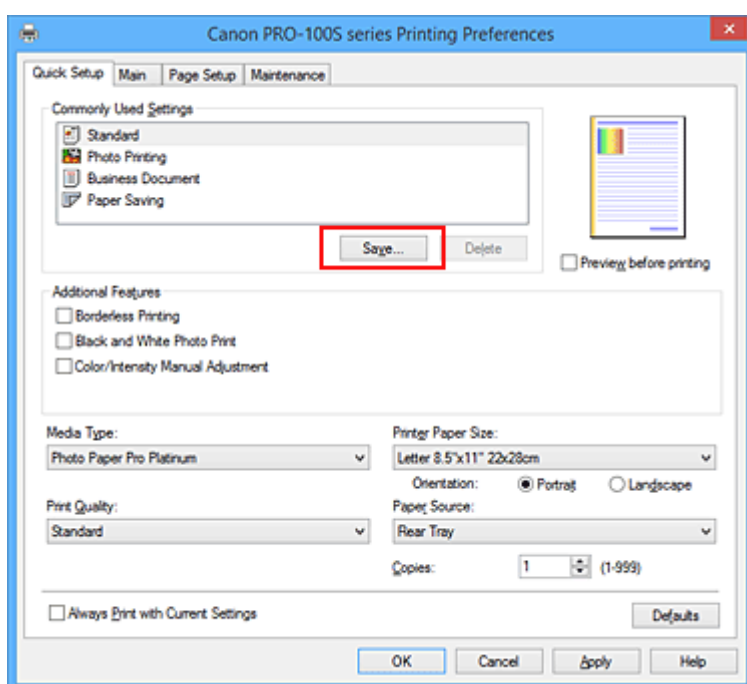 Canon PRO-100S series Printing Preferences
Quick Setup Main Page Setup Maintenance
Commonly Used Settings
Standard
Photo Printing
Business Document
Paper Saving
Save... Delete
Preview before printing
Additional Features
Borderless Printing
Black and White Photo Print
Color/Intensity Manual Adjustment
Media Type:
Photo Paper Pro Platinum
Printer Paper Size:
Letter 8.5"x11" 22x28cm
Orientation: Portrait Landscape
Print Quality:
Standard
Paper Source:
Rear Tray
Copies: 1 (1-999)
Always Print with Current Settings
Defaults
OK Cancel Apply Help